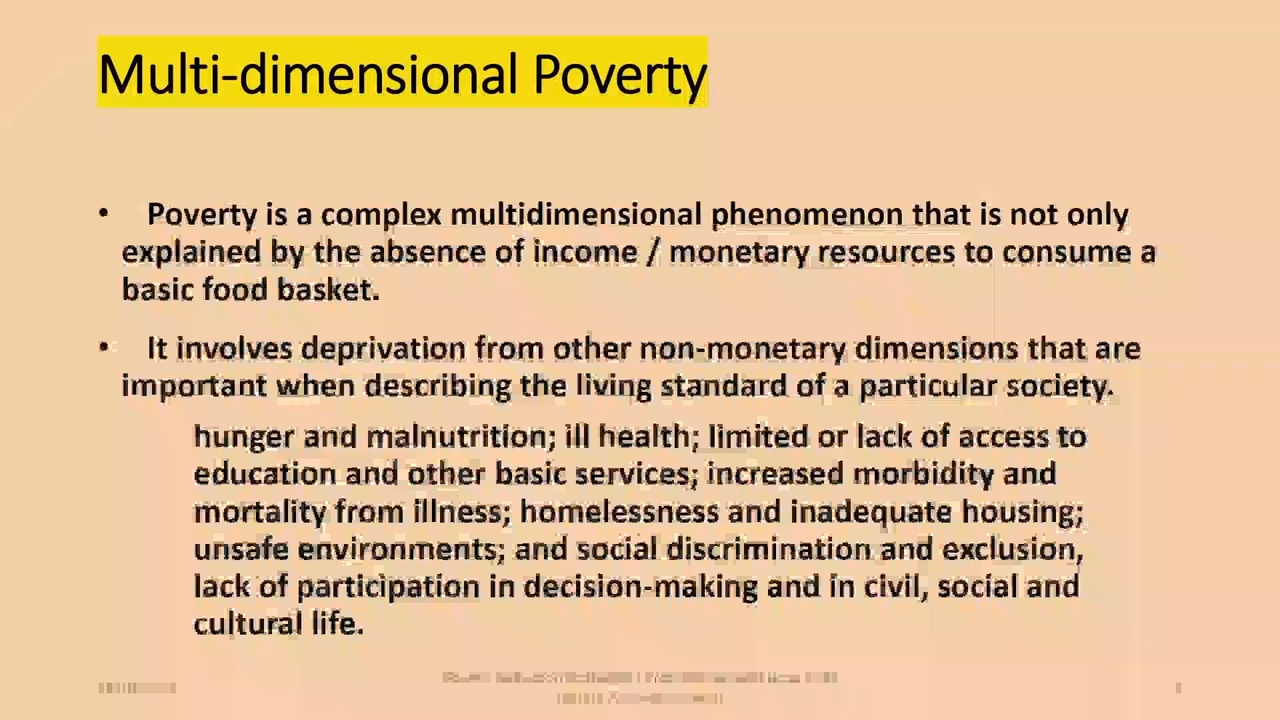 Multi-dimensional Poverty
• Poverty is a complex multidimensional phenomenon that is not only
explained by the absence of income / monetary resources to consume a
basic food basket.
• It involves deprivation from other non-monetary dimensions that are
important when describing the living standard of a particular society.
hunger and malnutrition; ill health; limited or lack of access to
education and other basic services; increased morbidity and
mortality from illness; homelessness and inadequate housing;
unsafe environments; and social discrimination and exclusion,
lack of participation in decision-making and in civil, social and
cultural life.